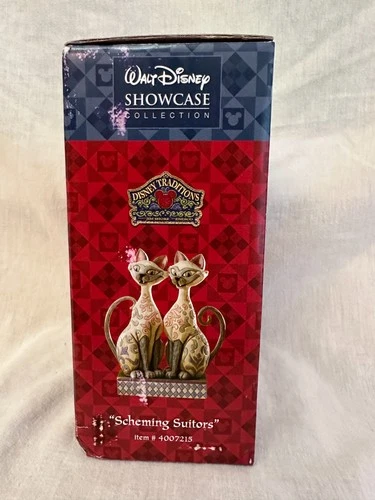 WALT DISNEY
SHOWCASE
COLLECTION
DISNEY TRADITIONS
"Scheming Suitors"
item # 4007215